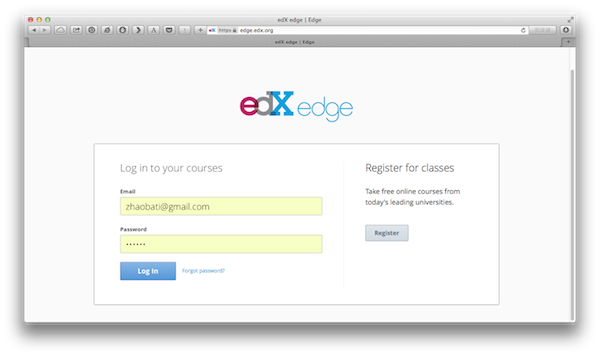 edX edge | Edge
https edge.edx.org
edX edge | Edge
edX edge
Log in to your courses
Email
zhaobati@gmail.com
Password
••••••
Log In
Forgot password?
Register for classes
Take free online courses from
today's leading universities.
Register